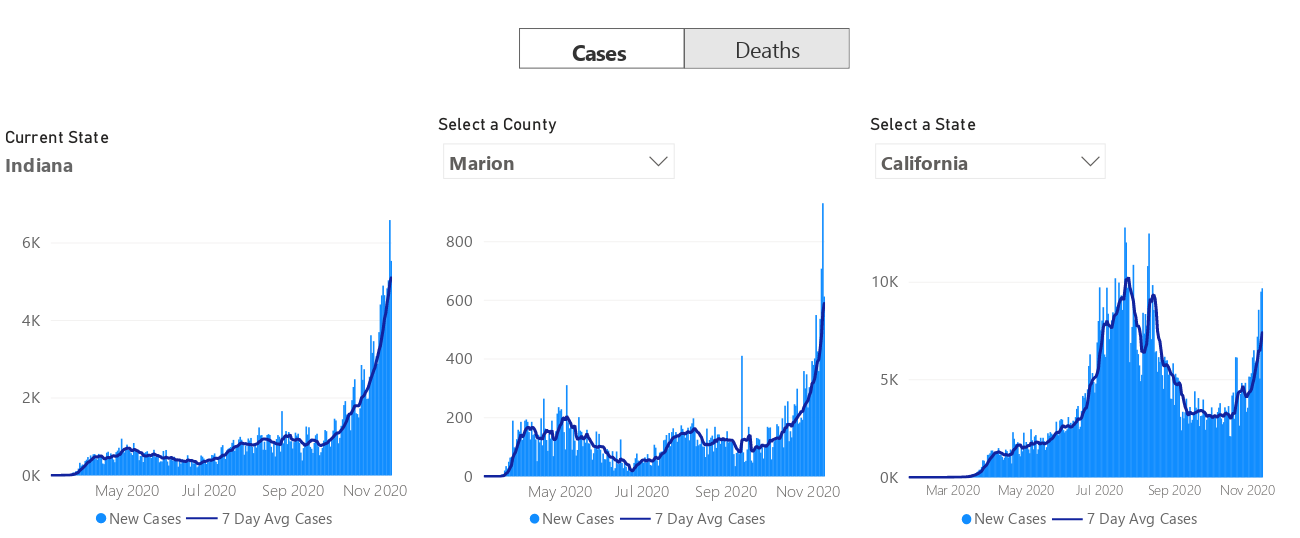 Cases
Deaths
Current State
Indiana
6K
4K
2K
0K
May 2020
Jul 2020
Sep 2020
Nov 2020
New Cases
7 Day Avg Cases
Select a County
Marion
800
600
400
200
0
May 2020
Jul 2020
Sep 2020
Nov 2020
New Cases
7 Day Avg Cases
Select a State
California
10K
5K
0K
Mar 2020
May 2020
Jul 2020
Sep 2020
Nov 2020
New Cases
7 Day Avg Cases